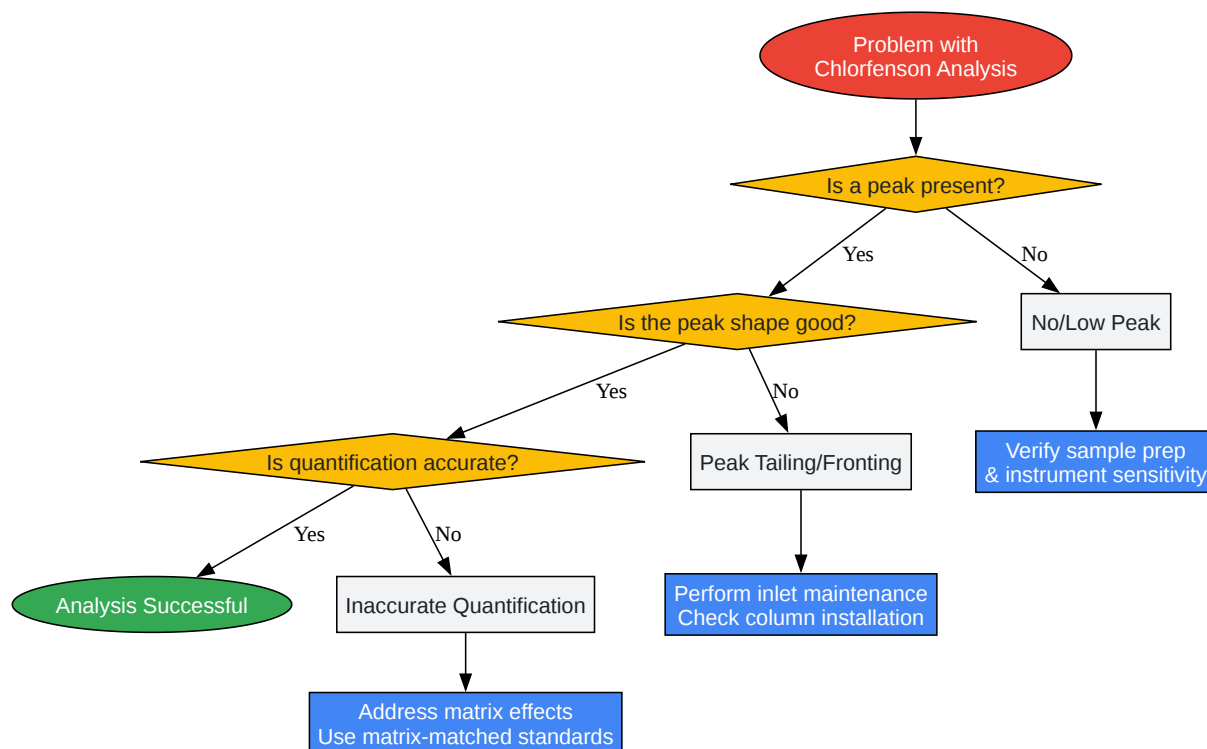 Problem with
Chlorfenson Analysis
Is a peak present?
Yes
No
Is the peak shape good?
No/Low Peak
Yes
No
Is quantification accurate?
Peak Tailing/Fronting
Verify sample prep
& instrument sensitivity
Yes
No
Analysis Successful
Inaccurate Quantification
Perform inlet maintenance
Check column installation
Address matrix effects
Use matrix-matched standards